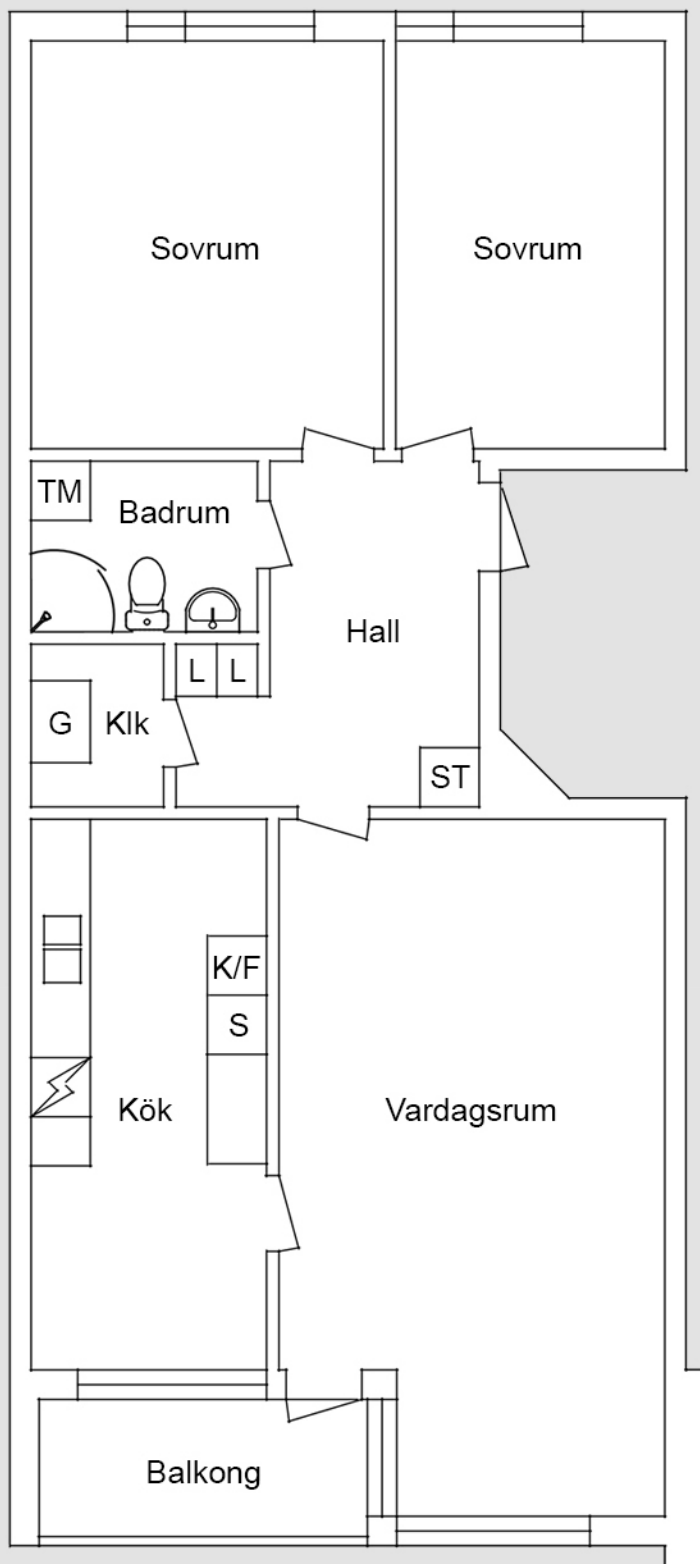 Sovrum
Sovrum
TM
Badrum
Hall
L
L
G
Klk
ST
K/F
S
Kök
Vardagsrum
Balkong